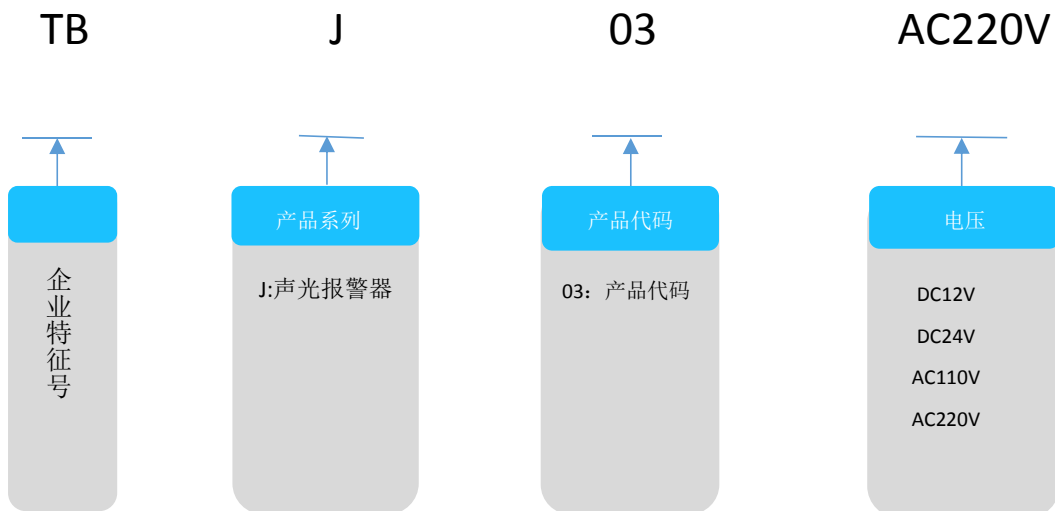 TB J 03 AC220V
产品系列 产品代码 电压
企业特征号
J:声光报警器
03：产品代码
DC12V
DC24V
AC110V
AC220V